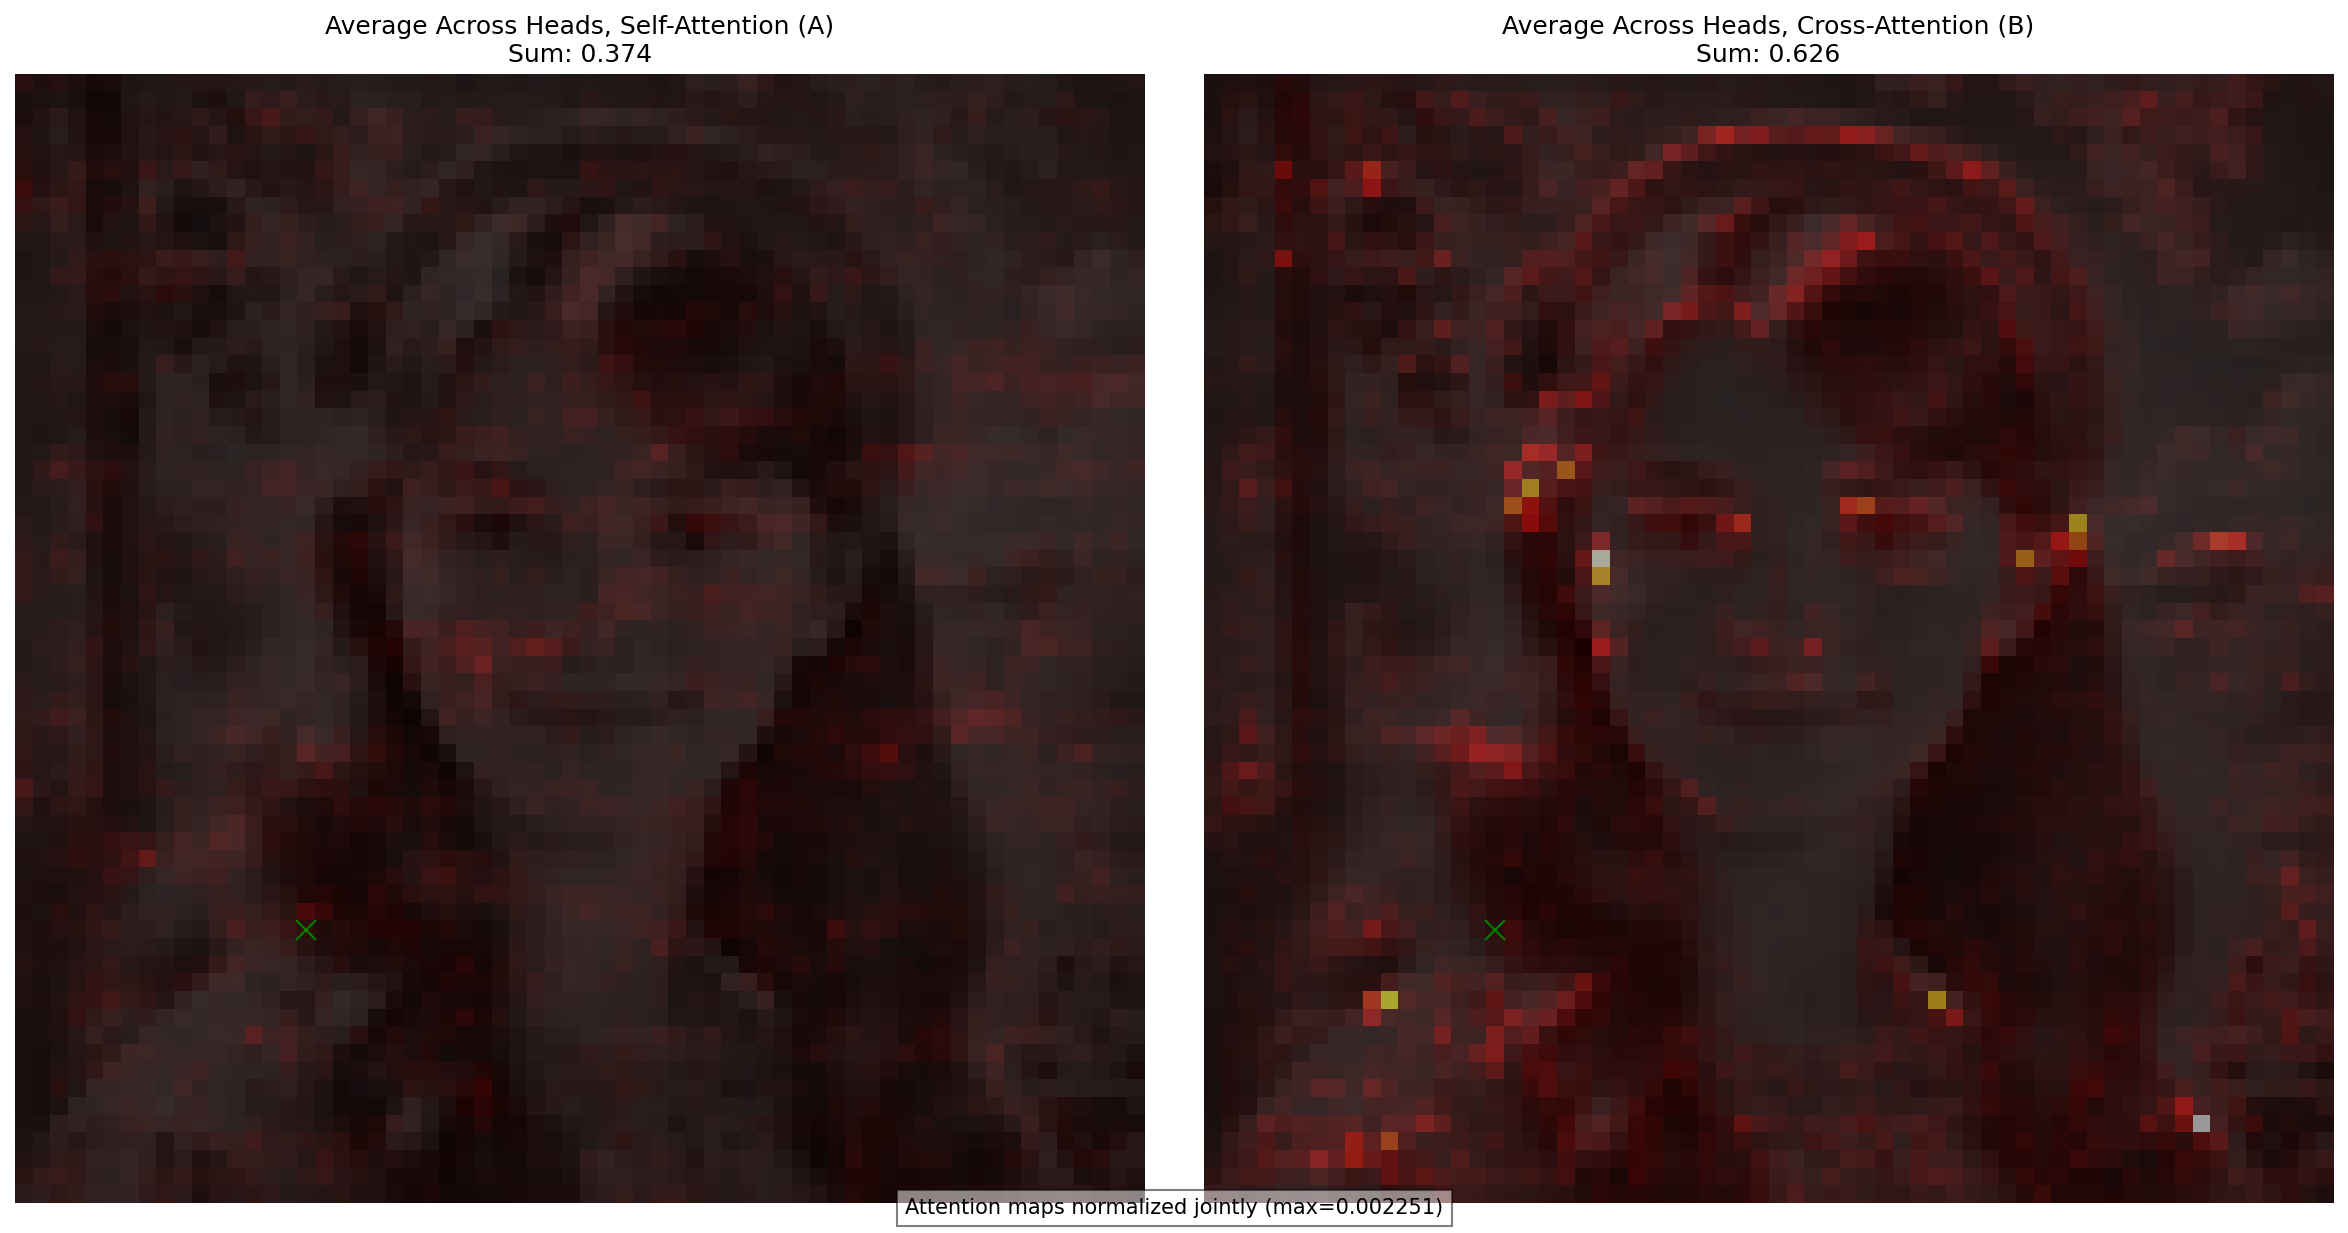 Average Across Heads, Self-Attention (A)
Sum: 0.374
Average Across Heads, Cross-Attention (B)
Sum: 0.626
Attention maps normalized jointly (max=0.002251)